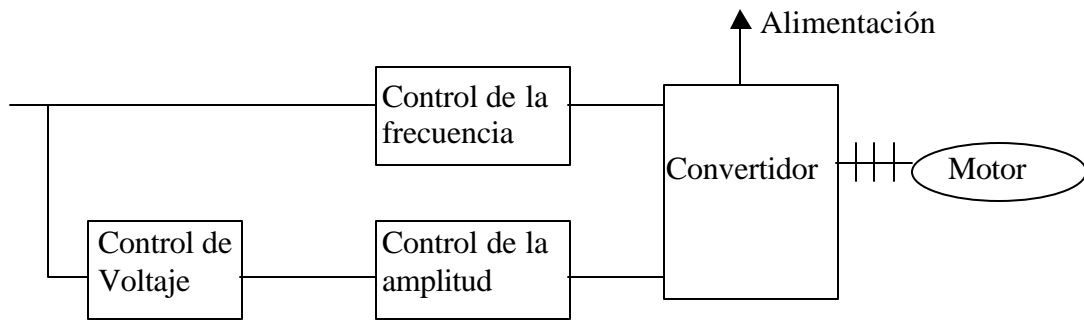 Alimentación
Control de la
frecuencia
Convertidor
Motor
Control de
Voltaje
Control de la
amplitud